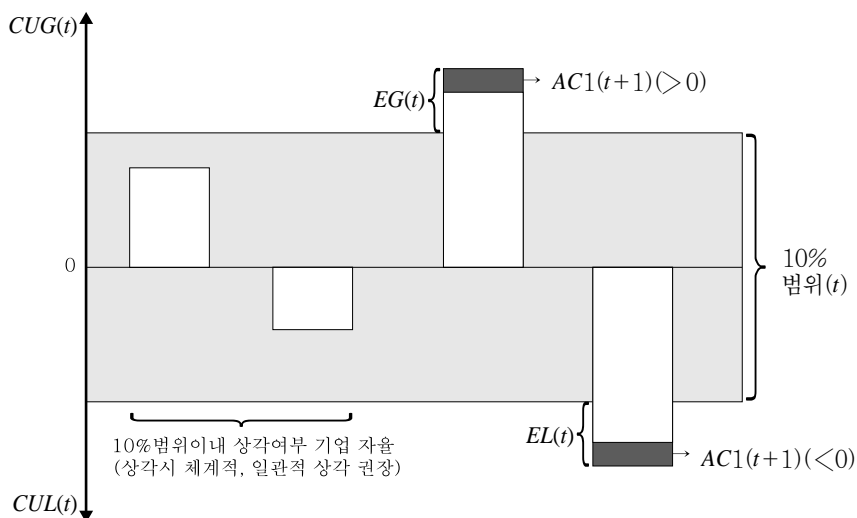 CUG(t)
EG(t)
AC1(t+1)(>0)
0
10%
범위(t)
10%범위이내 상각여부 기업 자율
(상각시 체계적, 일관적 상각 권장)
EL(t)
AC1(t+1)(<0)
CUL(t)